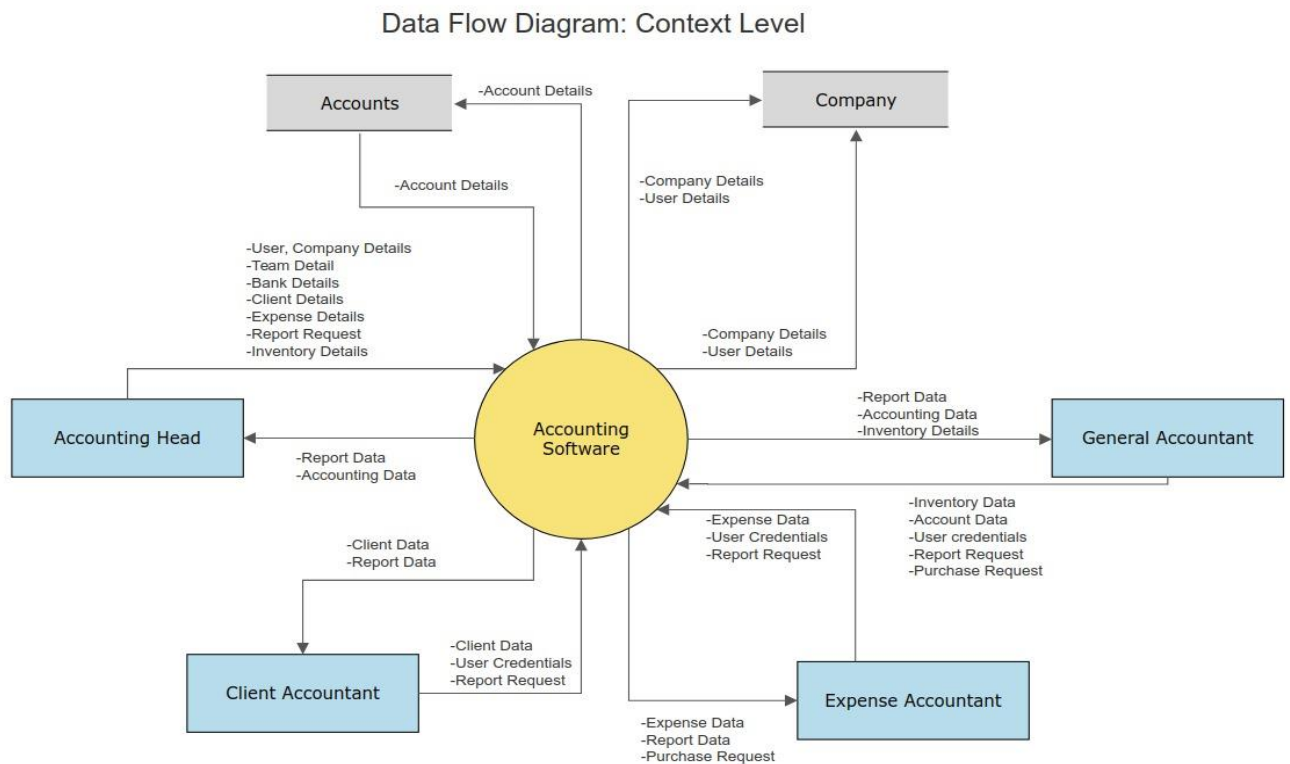 Data Flow Diagram: Context Level
Accounts
-Account Details
Company
-Account Details
-Company Details
-User Details
-User, Company Details
-Team Detail
-Bank Details
-Client Details
-Expense Details
-Report Request
-Inventory Details
-Company Details
-User Details
Accounting Head
Accounting
Software
-Report Data
-Accounting Data
-Inventory Details
General Accountant
-Report Data
-Accounting Data
-Inventory Data
-Account Data
-User credentials
-Report Request
-Purchase Request
-Expense Data
-User Credentials
-Report Request
-Client Data
-Report Data
Client Accountant
-Client Data
-User Credentials
-Report Request
Expense Accountant
-Expense Data
-Report Data
-Purchase Request